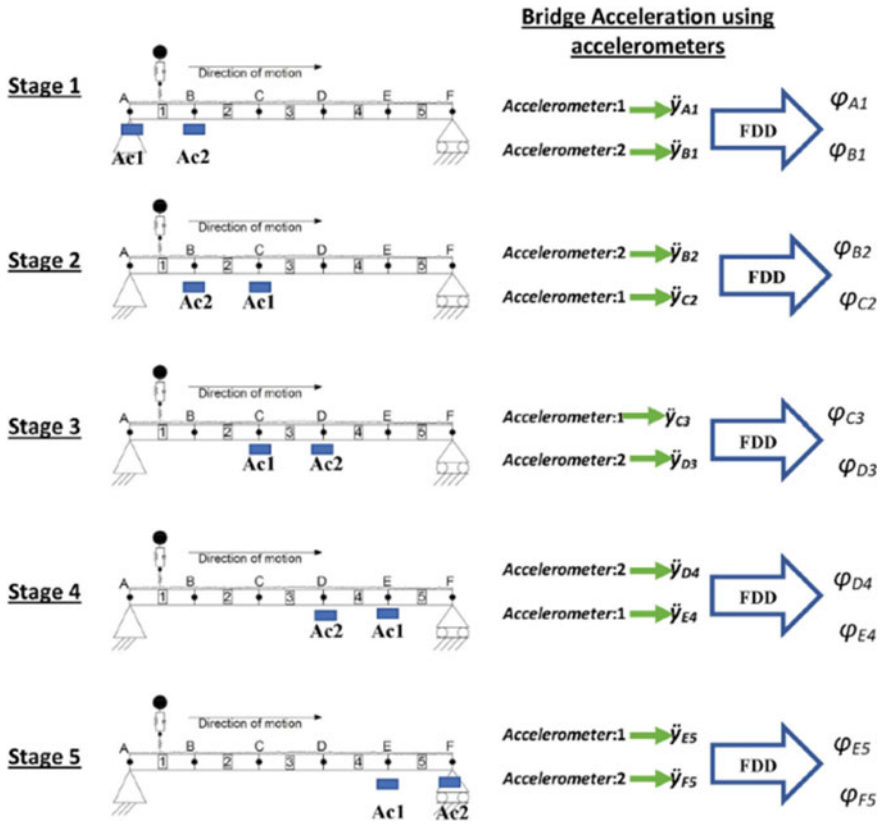 Bridge Acceleration using
accelerometers
Stage 1
Direction of motion
A B C D E F
1 2 3 4 5
Ac1 Ac2
Accelerometer:1 ÿA1
Accelerometer:2 ÿB1
FDD
φA1
φB1
Stage 2
Direction of motion
A B C D E F
1 2 3 4 5
Ac2 Ac1
Accelerometer:2 ÿB2
Accelerometer:1 ÿC2
FDD
φB2
φC2
Stage 3
Direction of motion
A B C D E F
1 2 3 4 5
Ac1 Ac2
Accelerometer:1 ÿC3
Accelerometer:2 ÿD3
FDD
φC3
φD3
Stage 4
Direction of motion
A B C D E F
1 2 3 4 5
Ac2 Ac1
Accelerometer:2 ÿD4
Accelerometer:1 ÿE4
FDD
φD4
φE4
Stage 5
Direction of motion
A B C D E F
1 2 3 4 5
Ac1 Ac2
Accelerometer:1 ÿE5
Accelerometer:2 ÿF5
FDD
φE5
φF5